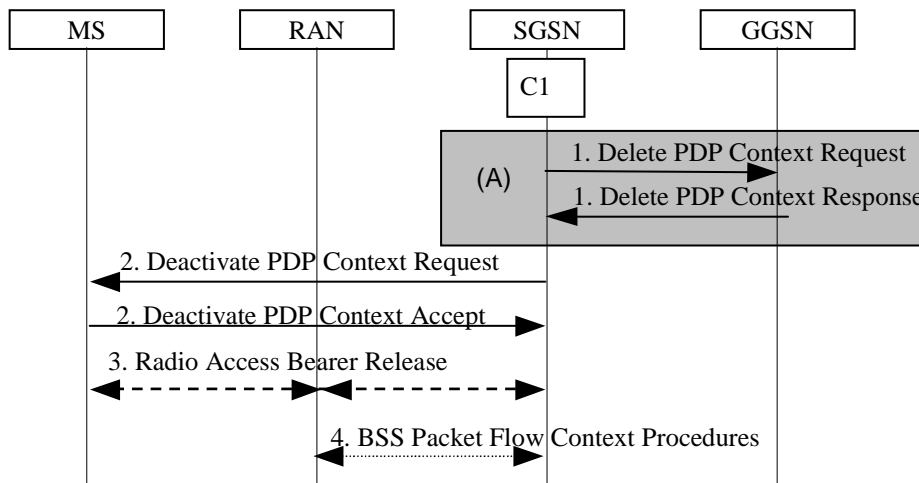 MS
RAN
SGSN
GGSN
C1
1. Delete PDP Context Request
(A)
1. Delete PDP Context Response
2. Deactivate PDP Context Request
2. Deactivate PDP Context Accept
3. Radio Access Bearer Release
4. BSS Packet Flow Context Procedures